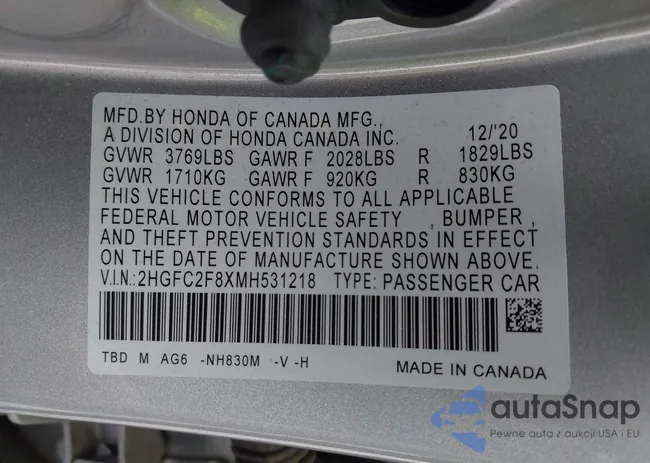 MFD.BY HONDA OF CANADA MFG.,
A DIVISION OF HONDA CANADA INC. 12/'20
GVWR 3769LBS GAWR F 2028LBS R 1829LBS
GVWR 1710KG GAWR F 920KG R 830KG
THIS VEHICLE CONFORMS TO ALL APPLICABLE
FEDERAL MOTOR VEHICLE SAFETY , BUMPER ,
AND THEFT PREVENTION STANDARDS IN EFFECT
ON THE DATE OF MANUFACTURE SHOWN ABOVE.
V.I.N.:2HGFC2F8XMH531218 TYPE: PASSENGER CAR
TBD M AG6 -NH830M -V -H MADE IN CANADA
autaSnap
Pewne auta z aukcji USA i EU